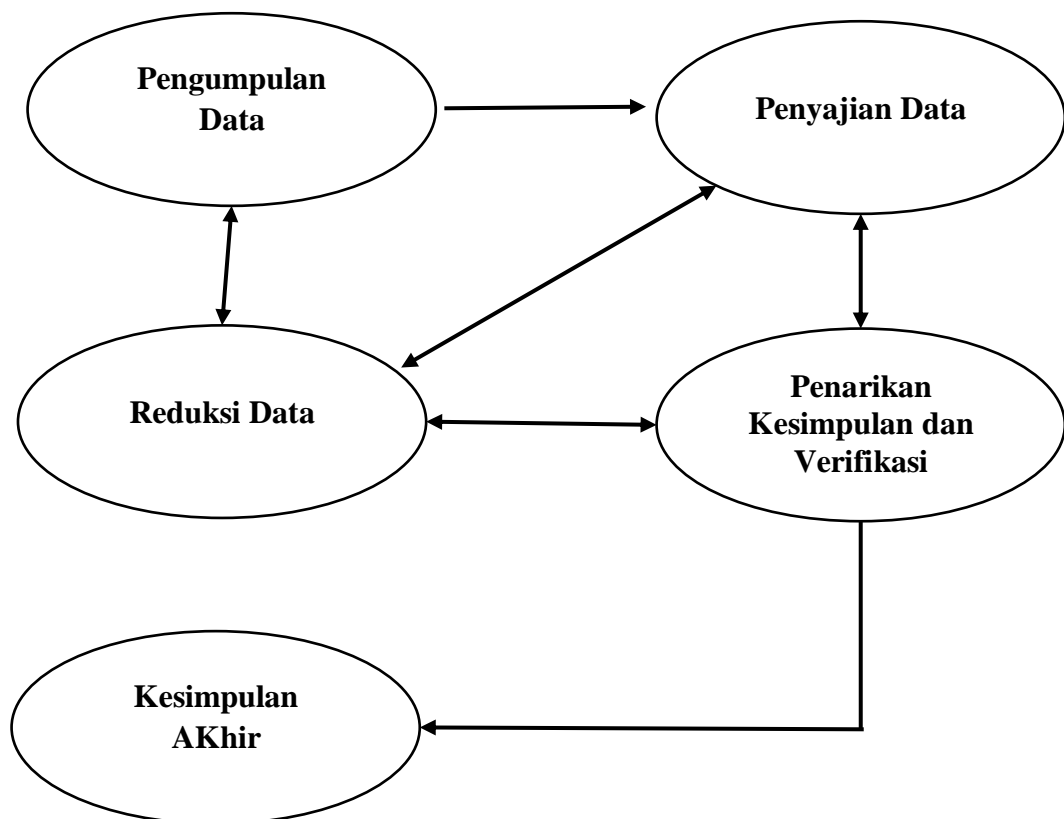 Pengumpulan
Data
Penyajian Data
Reduksi Data
Penarikan
Kesimpulan dan
Verifikasi
Kesimpulan
AKhir